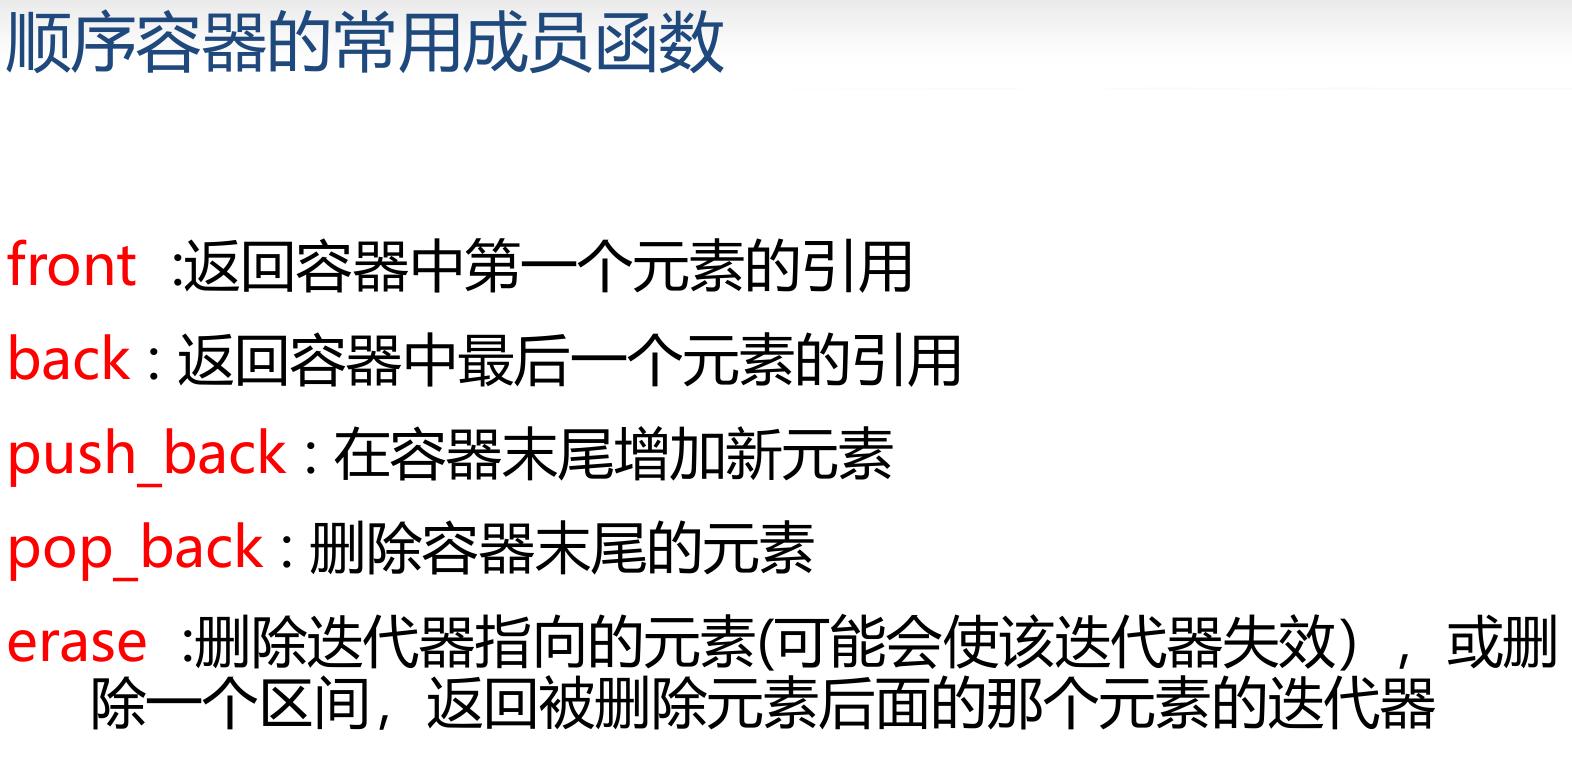 顺序容器的常用成员函数
front :返回容器中第一个元素的引用
back : 返回容器中最后一个元素的引用
push_back : 在容器末尾增加新元素
pop_back : 删除容器末尾的元素
erase :删除迭代器指向的元素(可能会使该迭代器失效），或删
除一个区间，返回被删除元素后面的那个元素的迭代器